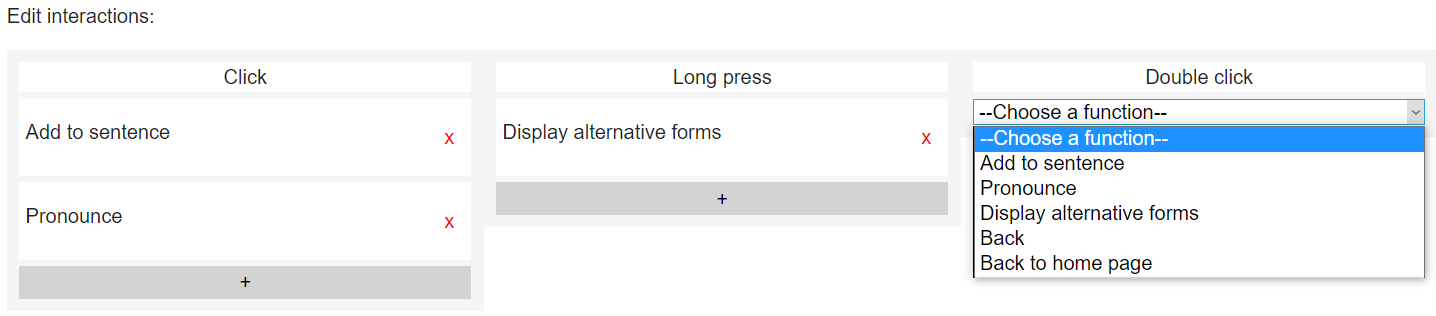 Edit interactions:
Click
Add to sentence
x
Pronounce
x
+
Long press
Display alternative forms
x
+
Double click
--Choose a function--
--Choose a function--
Add to sentence
Pronounce
Display alternative forms
Back
Back to home page